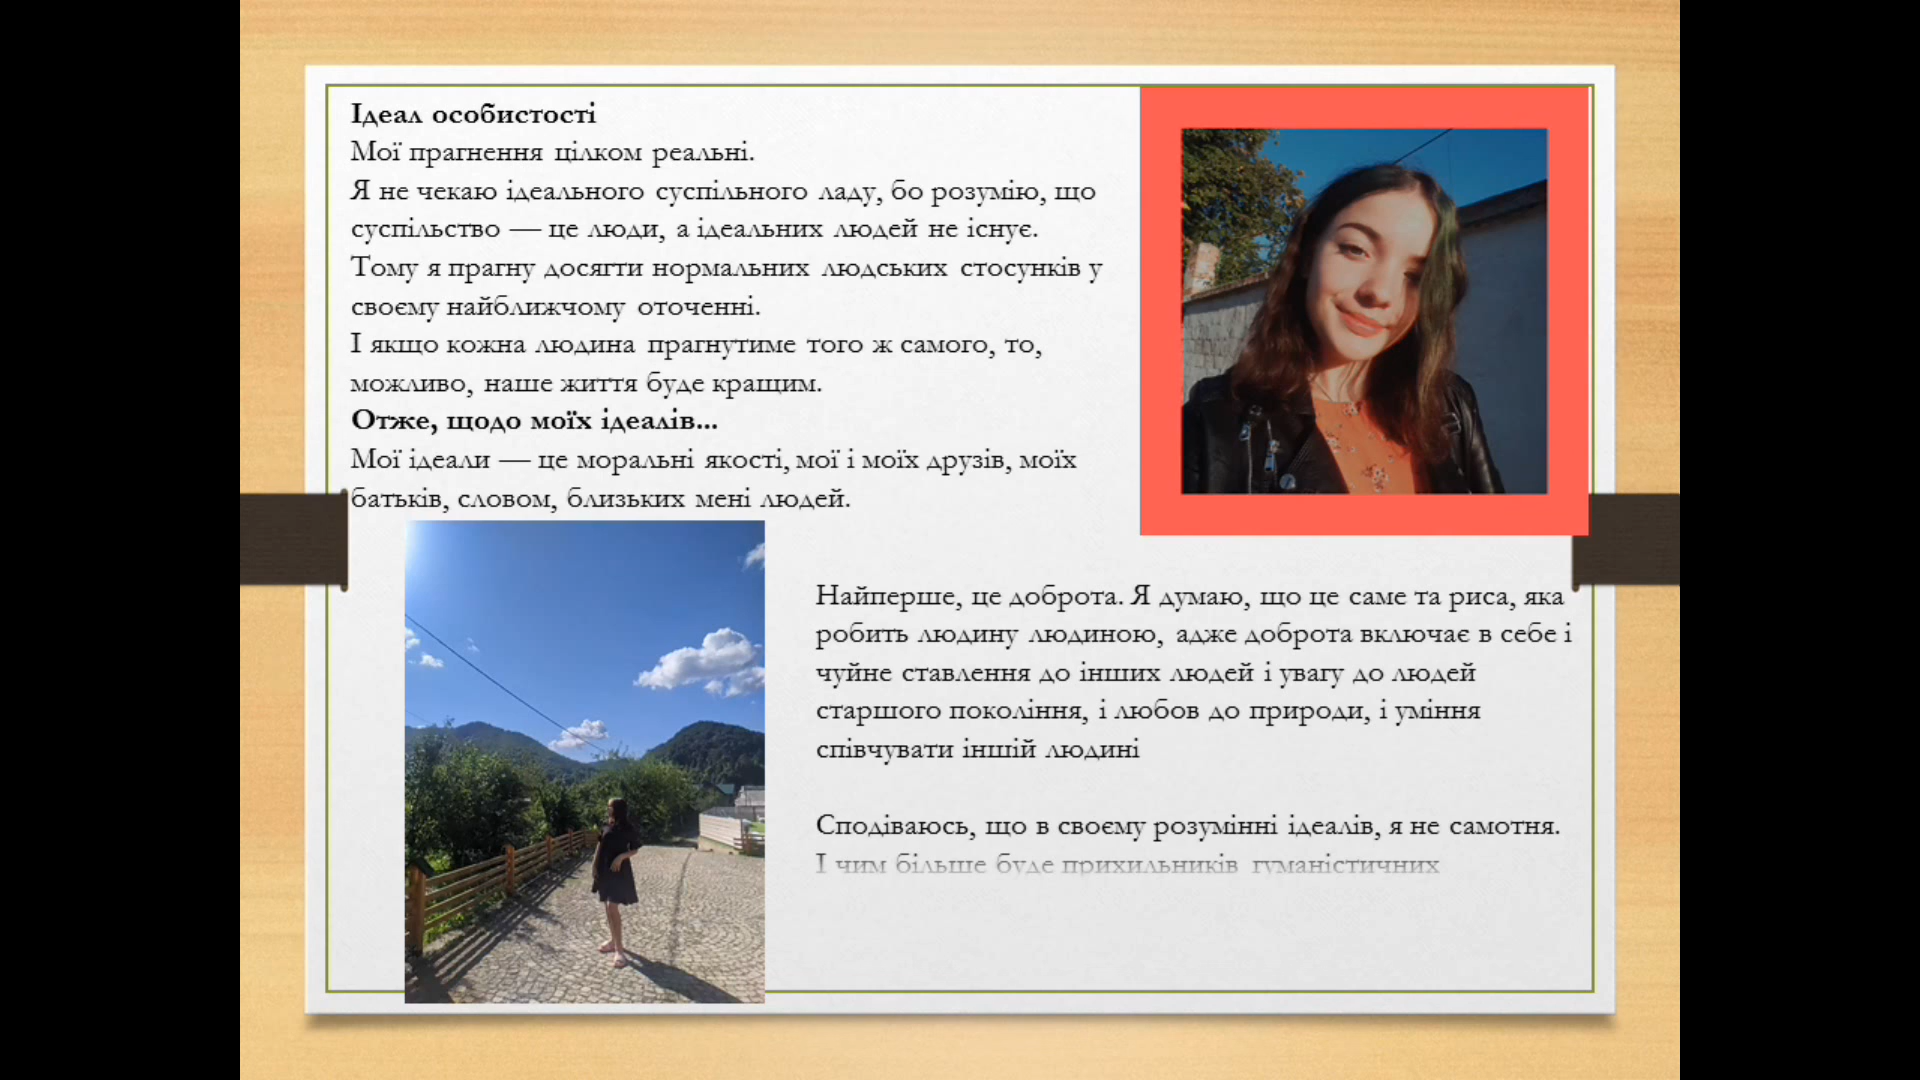 Ідеал особистості
Мої прагнення цілком реальні.
Я не чекаю ідеального суспільного ладу, бо розумію, що
суспільство — це люди, а ідеальних людей не існує.
Тому я прагну досягти нормальних людських стосунків у
своєму найближчому оточенні.
І якщо кожна людина прагнутиме того ж самого, то,
можливо, наше життя буде кращим.
Отже, щодо моїх ідеалів...
Мої ідеали — це моральні якості, мої і моїх друзів, моїх
батьків, словом, близьких мені людей.
Найперше, це доброта. Я думаю, що це саме та риса, яка
робить людину людиною, адже доброта включає в себе і
чуйне ставлення до інших людей і увагу до людей
старшого покоління, і любов до природи, і уміння
співчувати іншій людині
Сподіваюсь, що в своєму розумінні ідеалів, я не самотня.
І чим більше буде прихильників гуманістичних